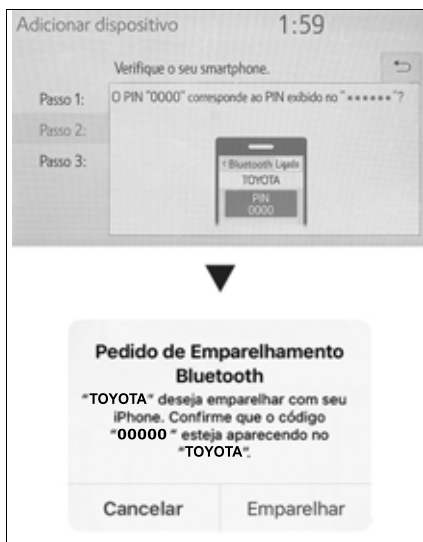 Adicionar dispositivo 1:59
Verifique o seu smartphone.
Passo 1: O PIN "0000" corresponde ao PIN exibido no "******"?
Passo 2:
Passo 3:
‹ Bluetooth Ligado
TOYOTA
PIN
0000
Pedido de Emparelhamento
Bluetooth
"TOYOTA" deseja emparelhar com seu
iPhone. Confirme que o código
"00000 " esteja aparecendo no
"TOYOTA".
Cancelar Emparelhar